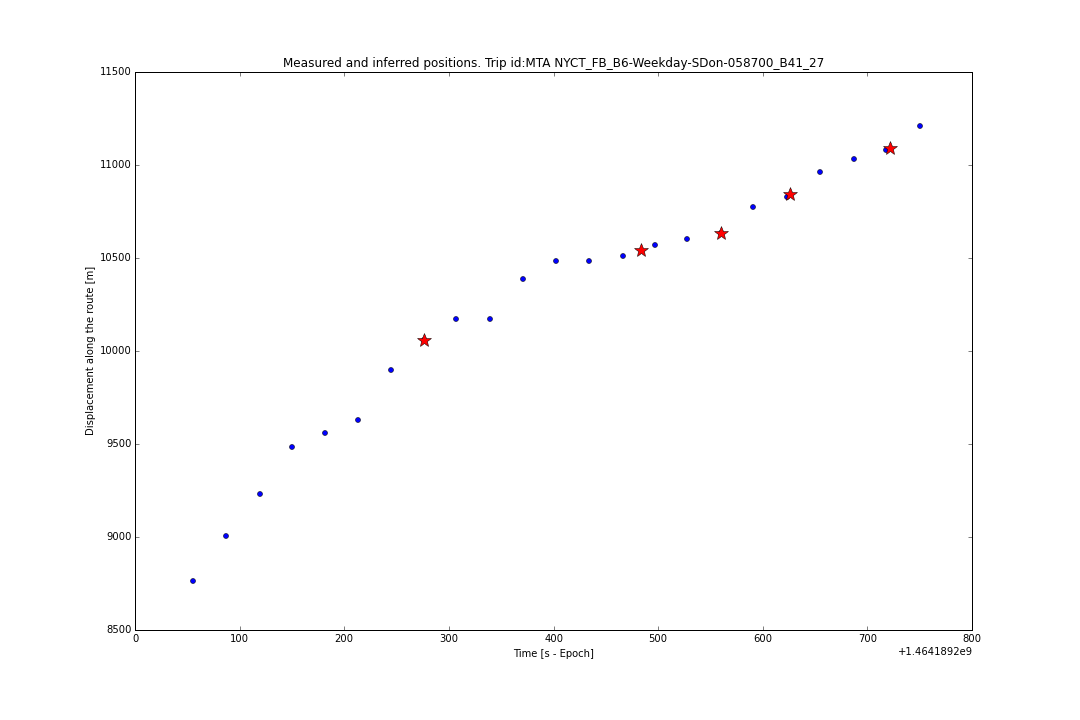 Measured and inferred positions. Trip id:MTA NYCT_FB_B6-Weekday-SDon-058700_B41_27
11500
11000
10500
10000
9500
9000
8500
Displacement along the route [m]
0 100 200 300 400 500 600 700 800
Time [s - Epoch]
+1.4641892e9